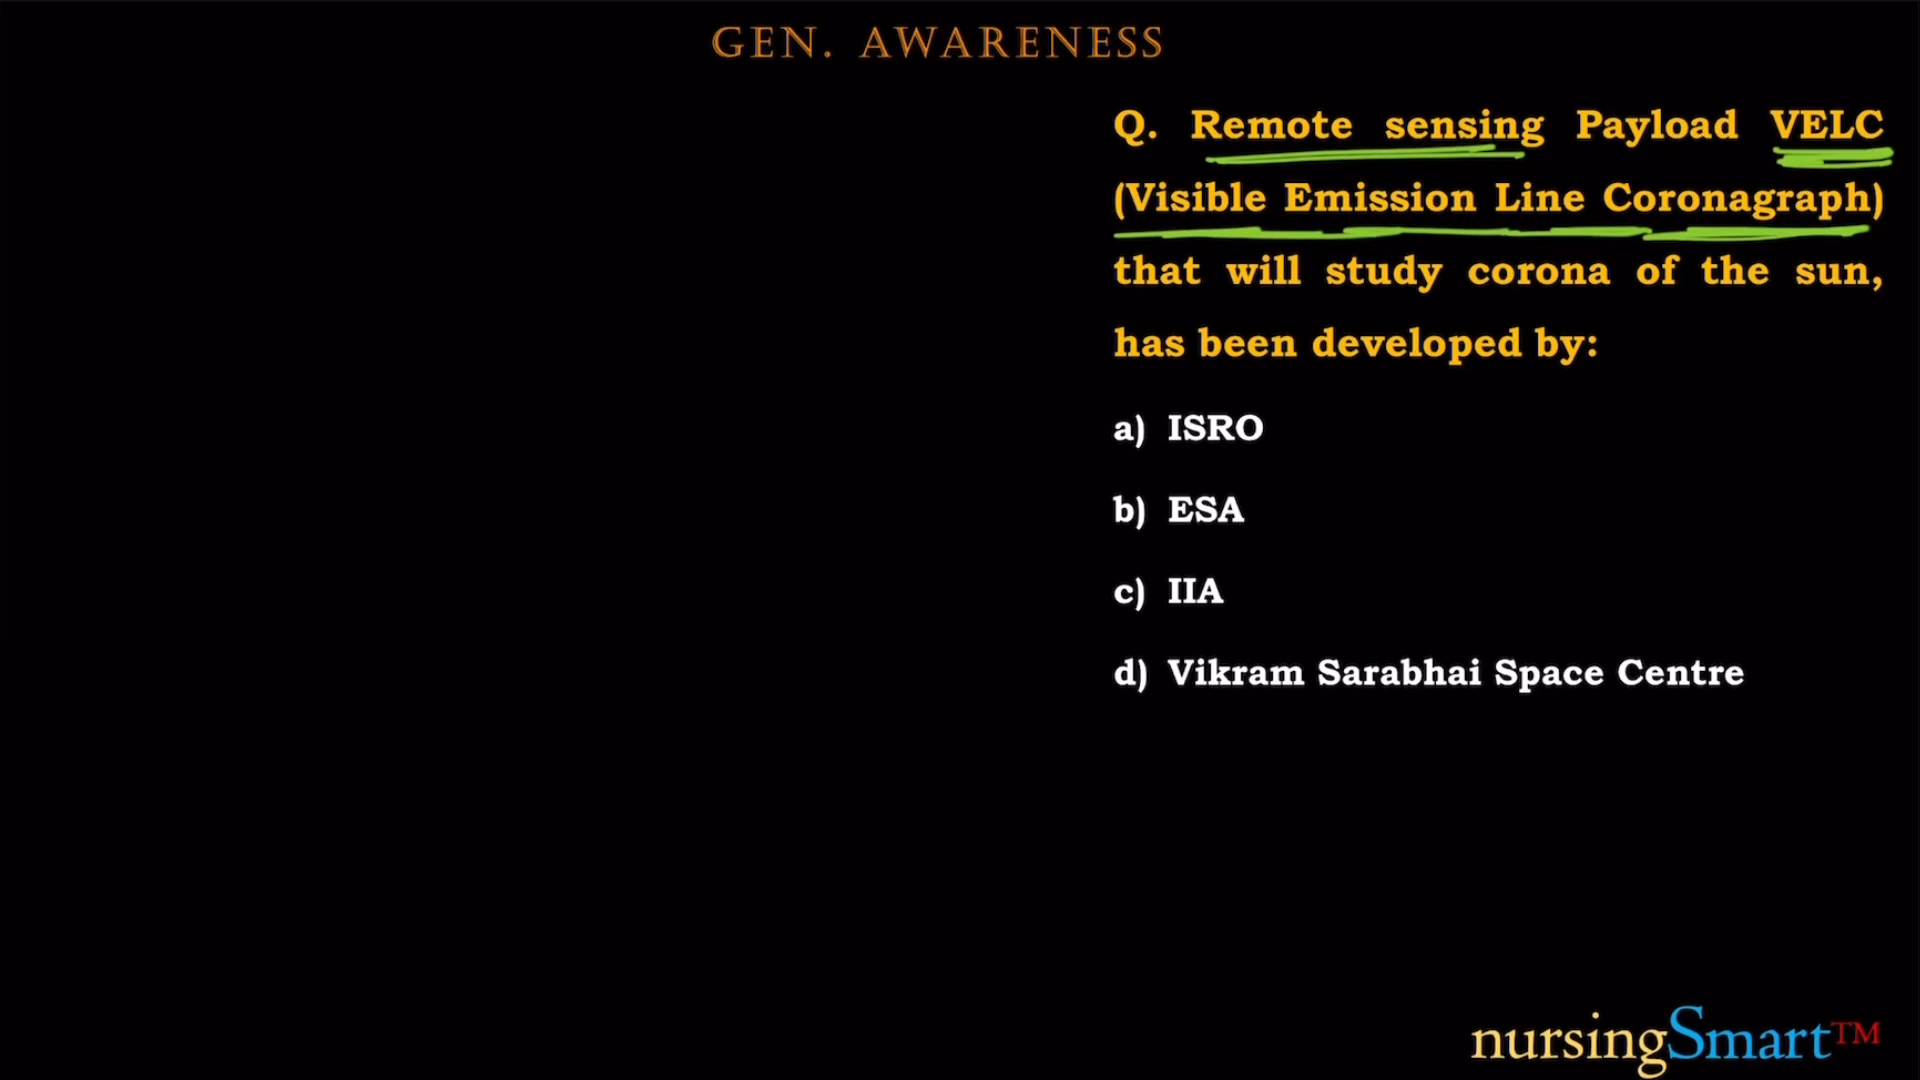 GEN. AWARENESS
Q. Remote sensing Payload VELC
(Visible Emission Line Coronagraph)
that will study corona of the sun,
has been developed by:
a) ISRO
b) ESA
c) IIA
d) Vikram Sarabhai Space Centre
nursingSmart™